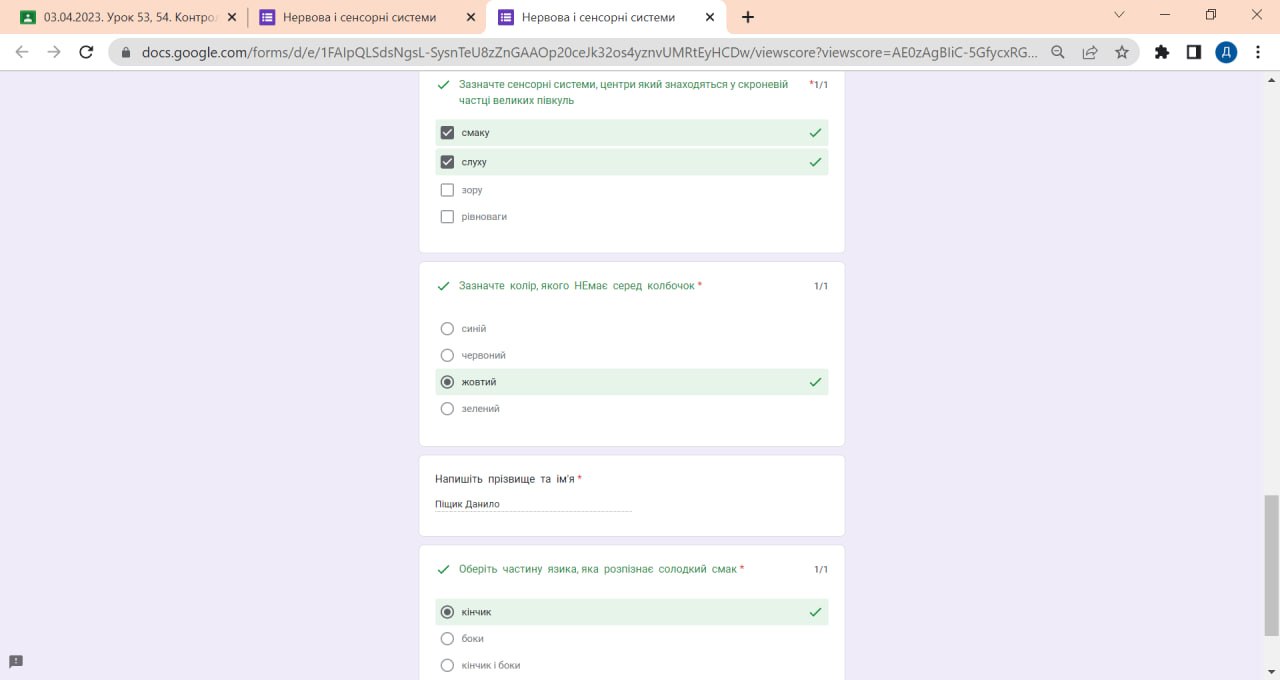 03.04.2023. Урок 53, 54. Контрол
Нервова і сенсорні системи
Нервова і сенсорні системи
docs.google.com/forms/d/e/1FAIpQLSdsNgsL-SysnTeU8zZnGAAOp20ceJk32os4yznvUMRtEyHCDw/viewscore?viewscore=AE0zAgBIiC-5GfycxRG...
Д
Зазначте сенсорні системи, центри який знаходяться у скроневій *1/1
частці великих півкуль
смаку
слуху
зору
рівноваги
Зазначте колір, якого НЕмає серед колбочок * 1/1
синій
червоний
жовтий
зелений
Напишіть прізвище та ім'я *
Піщик Данило
Оберіть частину язика, яка розпізнає солодкий смак * 1/1
кінчик
боки
кінчик і боки